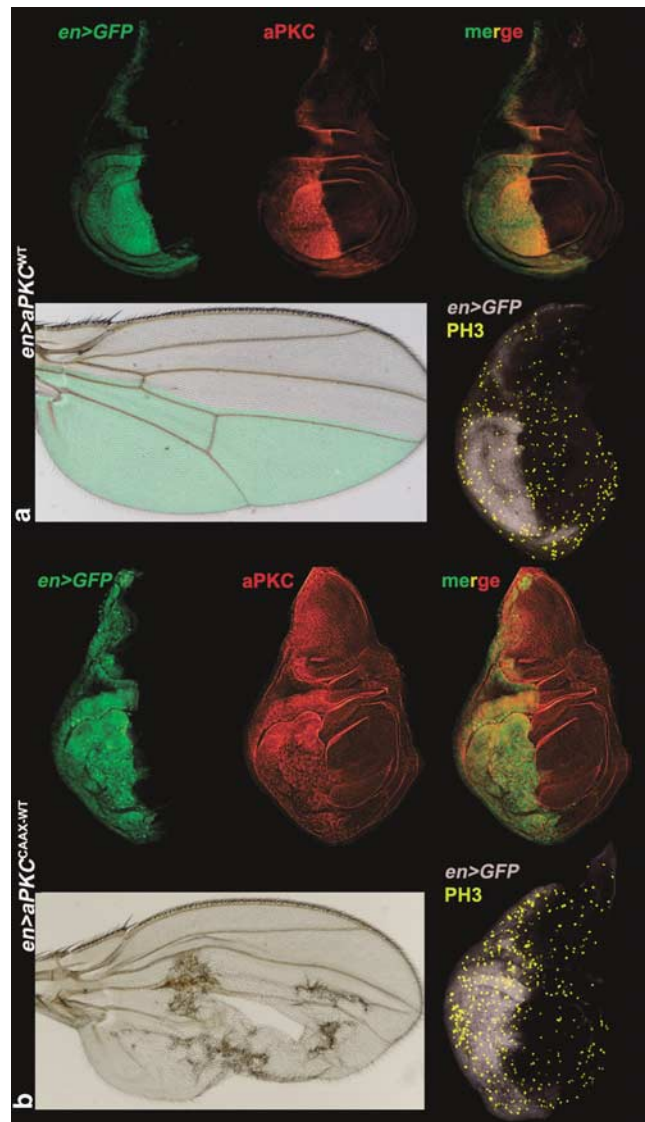 a
en>aPKCᵂᵀ
en>GFP
aPKC
merge
en>GFP
PH3
b
en>aPKCᶜᴬᴬˣ⁻ᵂᵀ
en>GFP
aPKC
merge
en>GFP
PH3